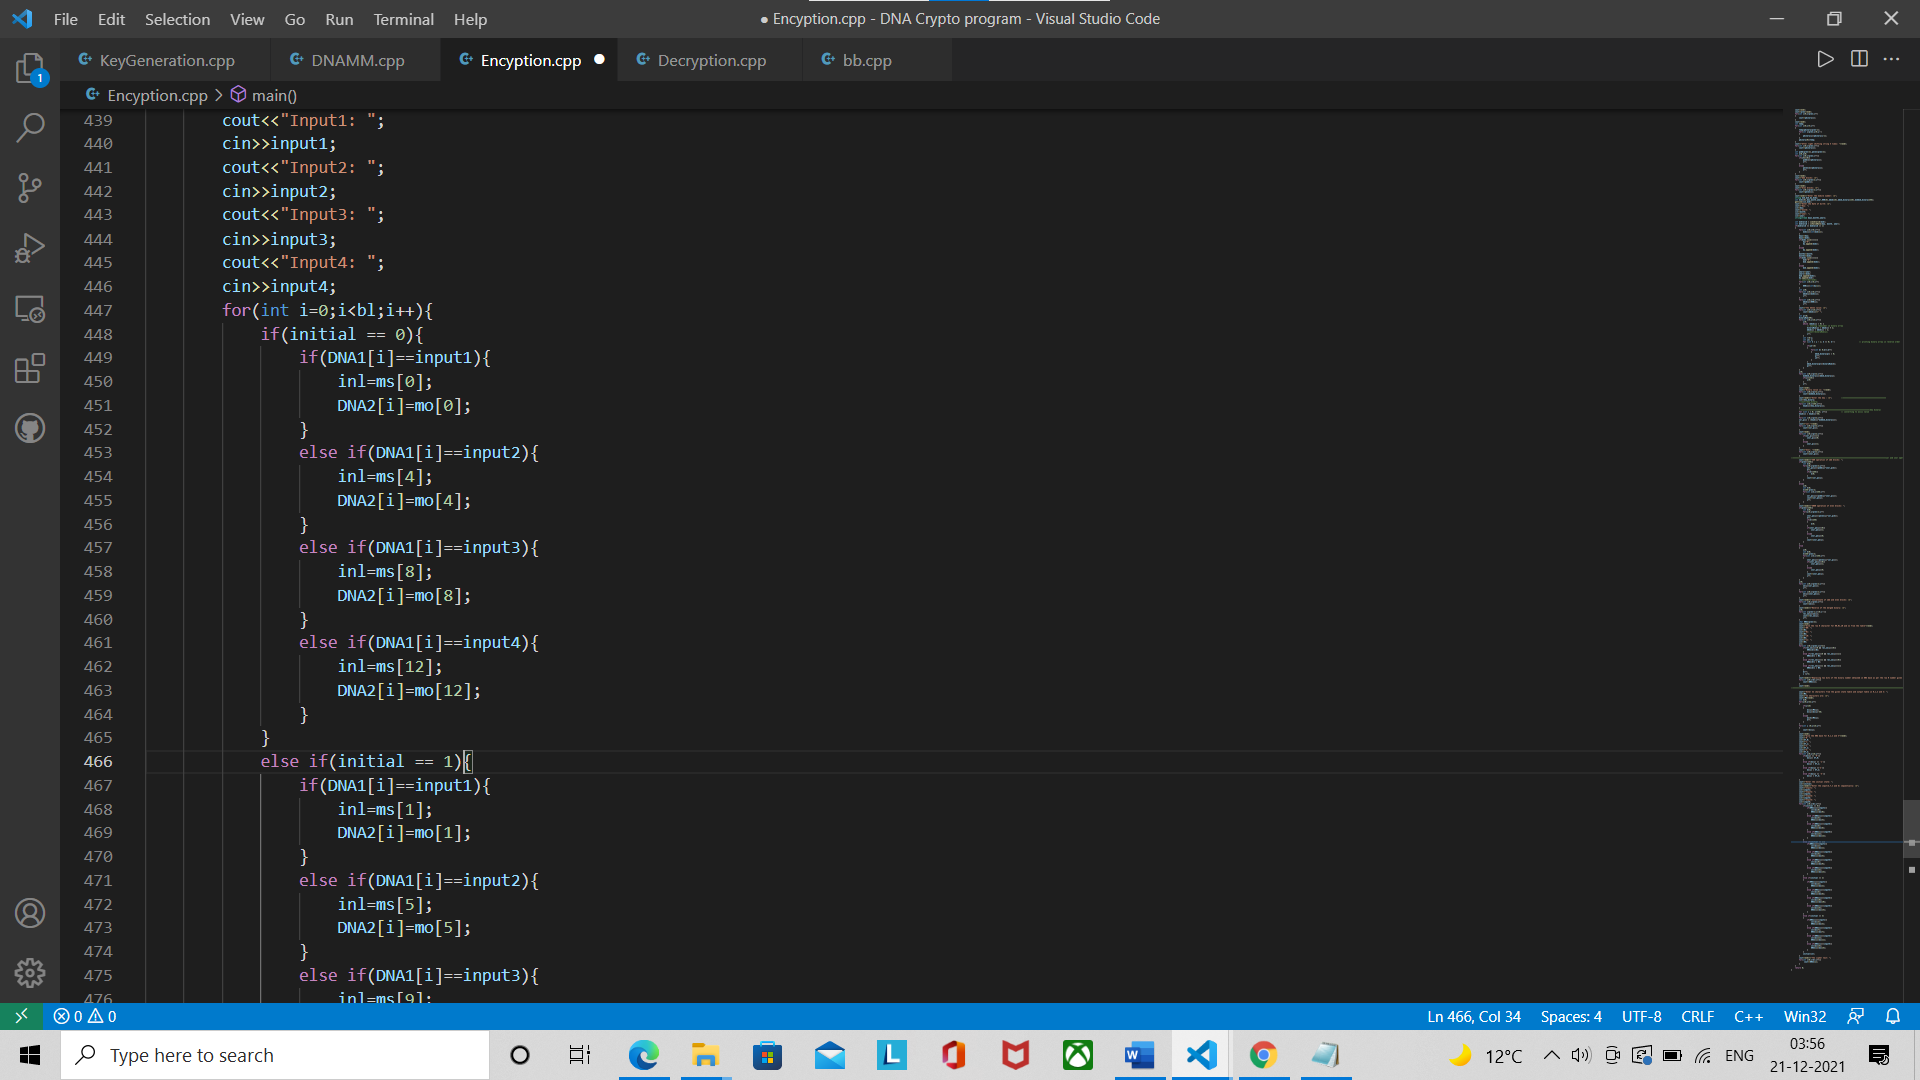 File Edit Selection View Go Run Terminal Help
● Encyption.cpp - DNA Crypto program - Visual Studio Code
KeyGeneration.cpp DNAMM.cpp Encyption.cpp Decryption.cpp bb.cpp
1
Encyption.cpp > main()
439 cout<<"Input1: ";
440 cin>>input1;
441 cout<<"Input2: ";
442 cin>>input2;
443 cout<<"Input3: ";
444 cin>>input3;
445 cout<<"Input4: ";
446 cin>>input4;
447 for(int i=0;i<bl;i++){
448 if(initial == 0){
449 if(DNA1[i]==input1){
450 inl=ms[0];
451 DNA2[i]=mo[0];
452 }
453 else if(DNA1[i]==input2){
454 inl=ms[4];
455 DNA2[i]=mo[4];
456 }
457 else if(DNA1[i]==input3){
458 inl=ms[8];
459 DNA2[i]=mo[8];
460 }
461 else if(DNA1[i]==input4){
462 inl=ms[12];
463 DNA2[i]=mo[12];
464 }
465 }
466 else if(initial == 1){
467 if(DNA1[i]==input1){
468 inl=ms[1];
469 DNA2[i]=mo[1];
470 }
471 else if(DNA1[i]==input2){
472 inl=ms[5];
473 DNA2[i]=mo[5];
474 }
475 else if(DNA1[i]==input3){
476 inl=ms[9];
0 0 Ln 466, Col 34 Spaces: 4 UTF-8 CRLF C++ Win32
Type here to search
12°C ENG
03:56
21-12-2021